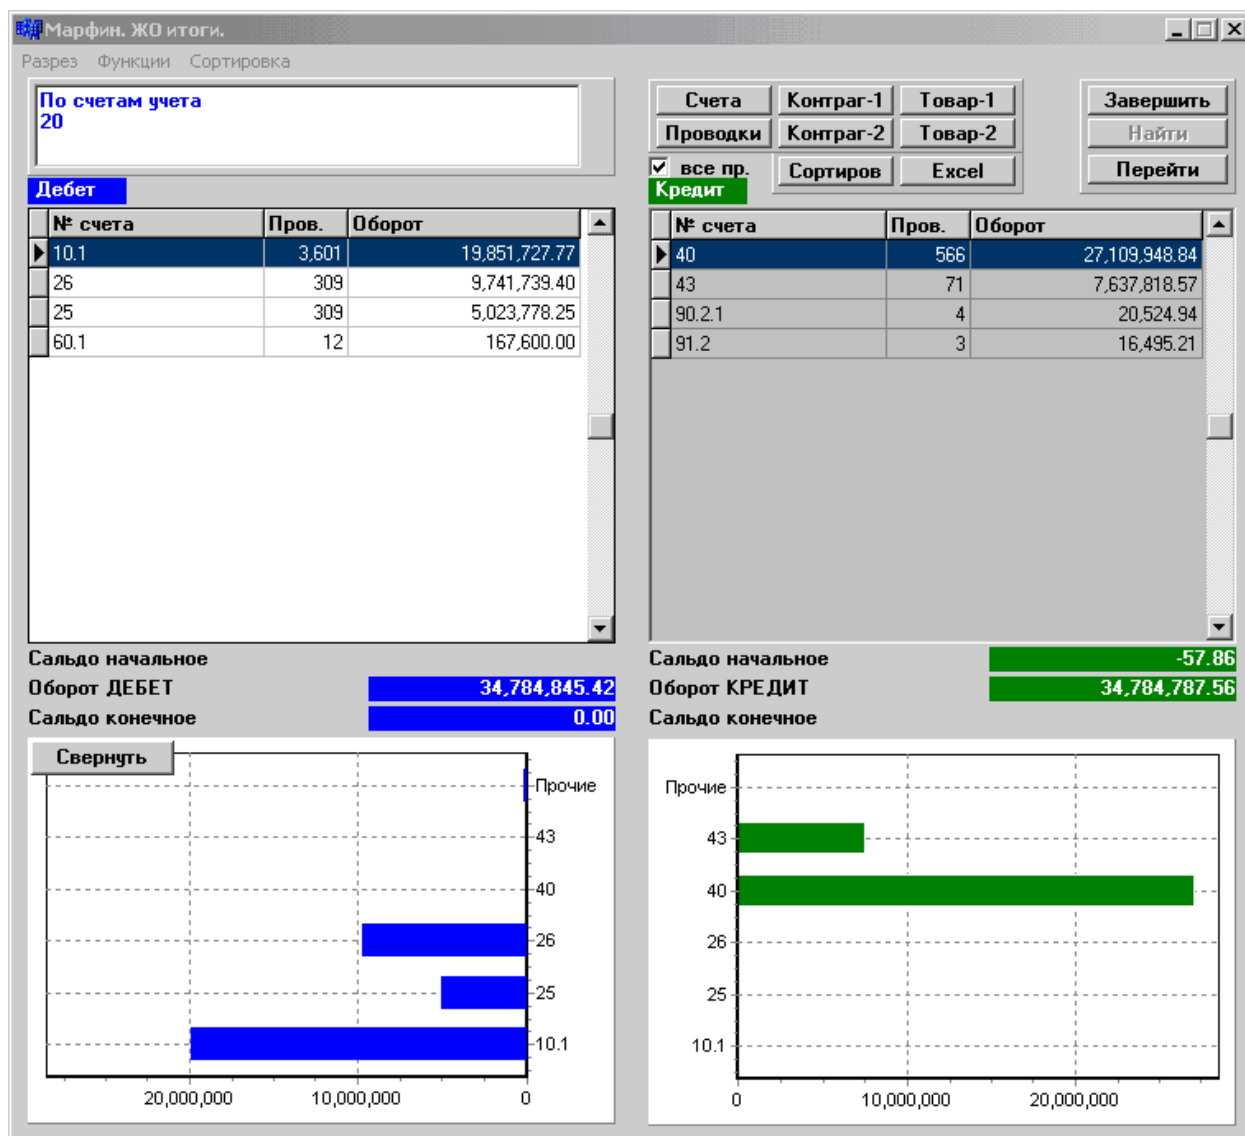 Марфин. ЖО итоги.
Разрез Функции Сортировка
По счетам учета
20
Счета Контраг-1 Товар-1 Завершить
Проводки Контраг-2 Товар-2 Найти
все пр. Сортиров Excel Перейти
Дебет
№ счета Пров. Оборот
10.1 3,601 19,851,727.77
26 309 9,741,739.40
25 309 5,023,778.25
60.1 12 167,600.00
Кредит
№ счета Пров. Оборот
40 566 27,109,948.84
43 71 7,637,818.57
90.2.1 4 20,524.94
91.2 3 16,495.21
Сальдо начальное
Оборот ДЕБЕТ 34,784,845.42
Сальдо конечное 0.00
Сальдо начальное -57.86
Оборот КРЕДИТ 34,784,787.56
Сальдо конечное
Свернуть
Прочие
43
40
26
25
10.1
20,000,000 10,000,000 0
Прочие
43
40
26
25
10.1
0 10,000,000 20,000,000